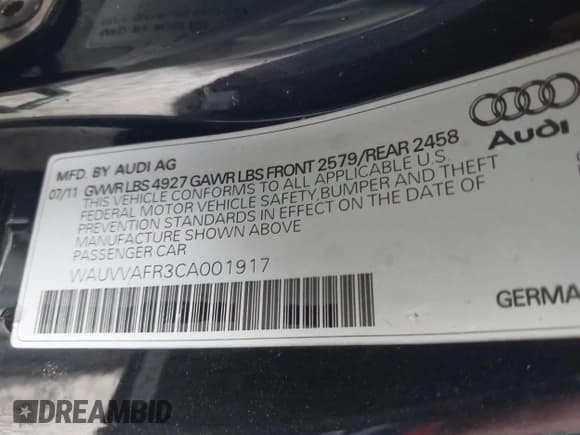 Audi
MFD. BY AUDI AG
07/11 GVWR LBS 4927 GAWR LBS FRONT 2579/REAR 2458
THIS VEHICLE CONFORMS TO ALL APPLICABLE U.S.
FEDERAL MOTOR VEHICLE SAFETY,BUMPER AND THEFT
PREVENTION STANDARDS IN EFFECT ON THE DATE OF
MANUFACTURE SHOWN ABOVE
PASSENGER CAR
WAUVVAFR3CA001917
GERMA
DREAMBID